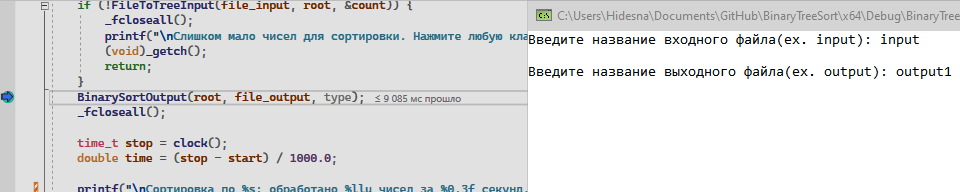 if (!FileToTreeInput(file_input, root, &count)) {
_fcloseall();
printf("\nСлишком мало чисел для сортировки. Нажмите любую кла
(void)_getch();
return;
}
BinarySortOutput(root, file_output, type); ≤ 9 085 мс прошло
_fcloseall();
time_t stop = clock();
double time = (stop - start) / 1000.0;
printf("\nСортировка по %s: обработано %llu чисел за %0.3f секунд.
C:\Users\Hidesna\Documents\GitHub\BinaryTreeSort\x64\Debug\BinaryTree
Введите название входного файла(ex. input): input
Введите название выходного файла(ex. output): output1